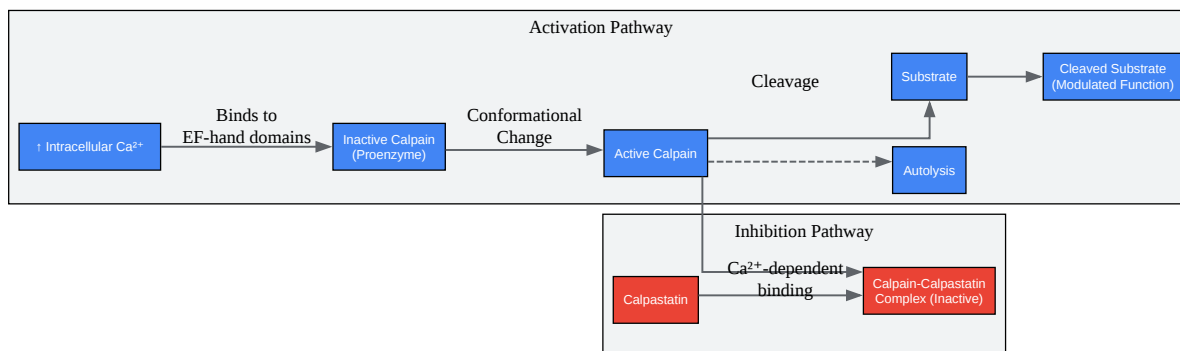 Activation Pathway
↑ Intracellular Ca²⁺
Binds to
EF-hand domains
Inactive Calpain
(Proenzyme)
Conformational
Change
Active Calpain
Cleavage
Substrate
Cleaved Substrate
(Modulated Function)
Autolysis
Inhibition Pathway
Calpastatin
Ca²⁺-dependent
binding
Calpain-Calpastatin
Complex (Inactive)